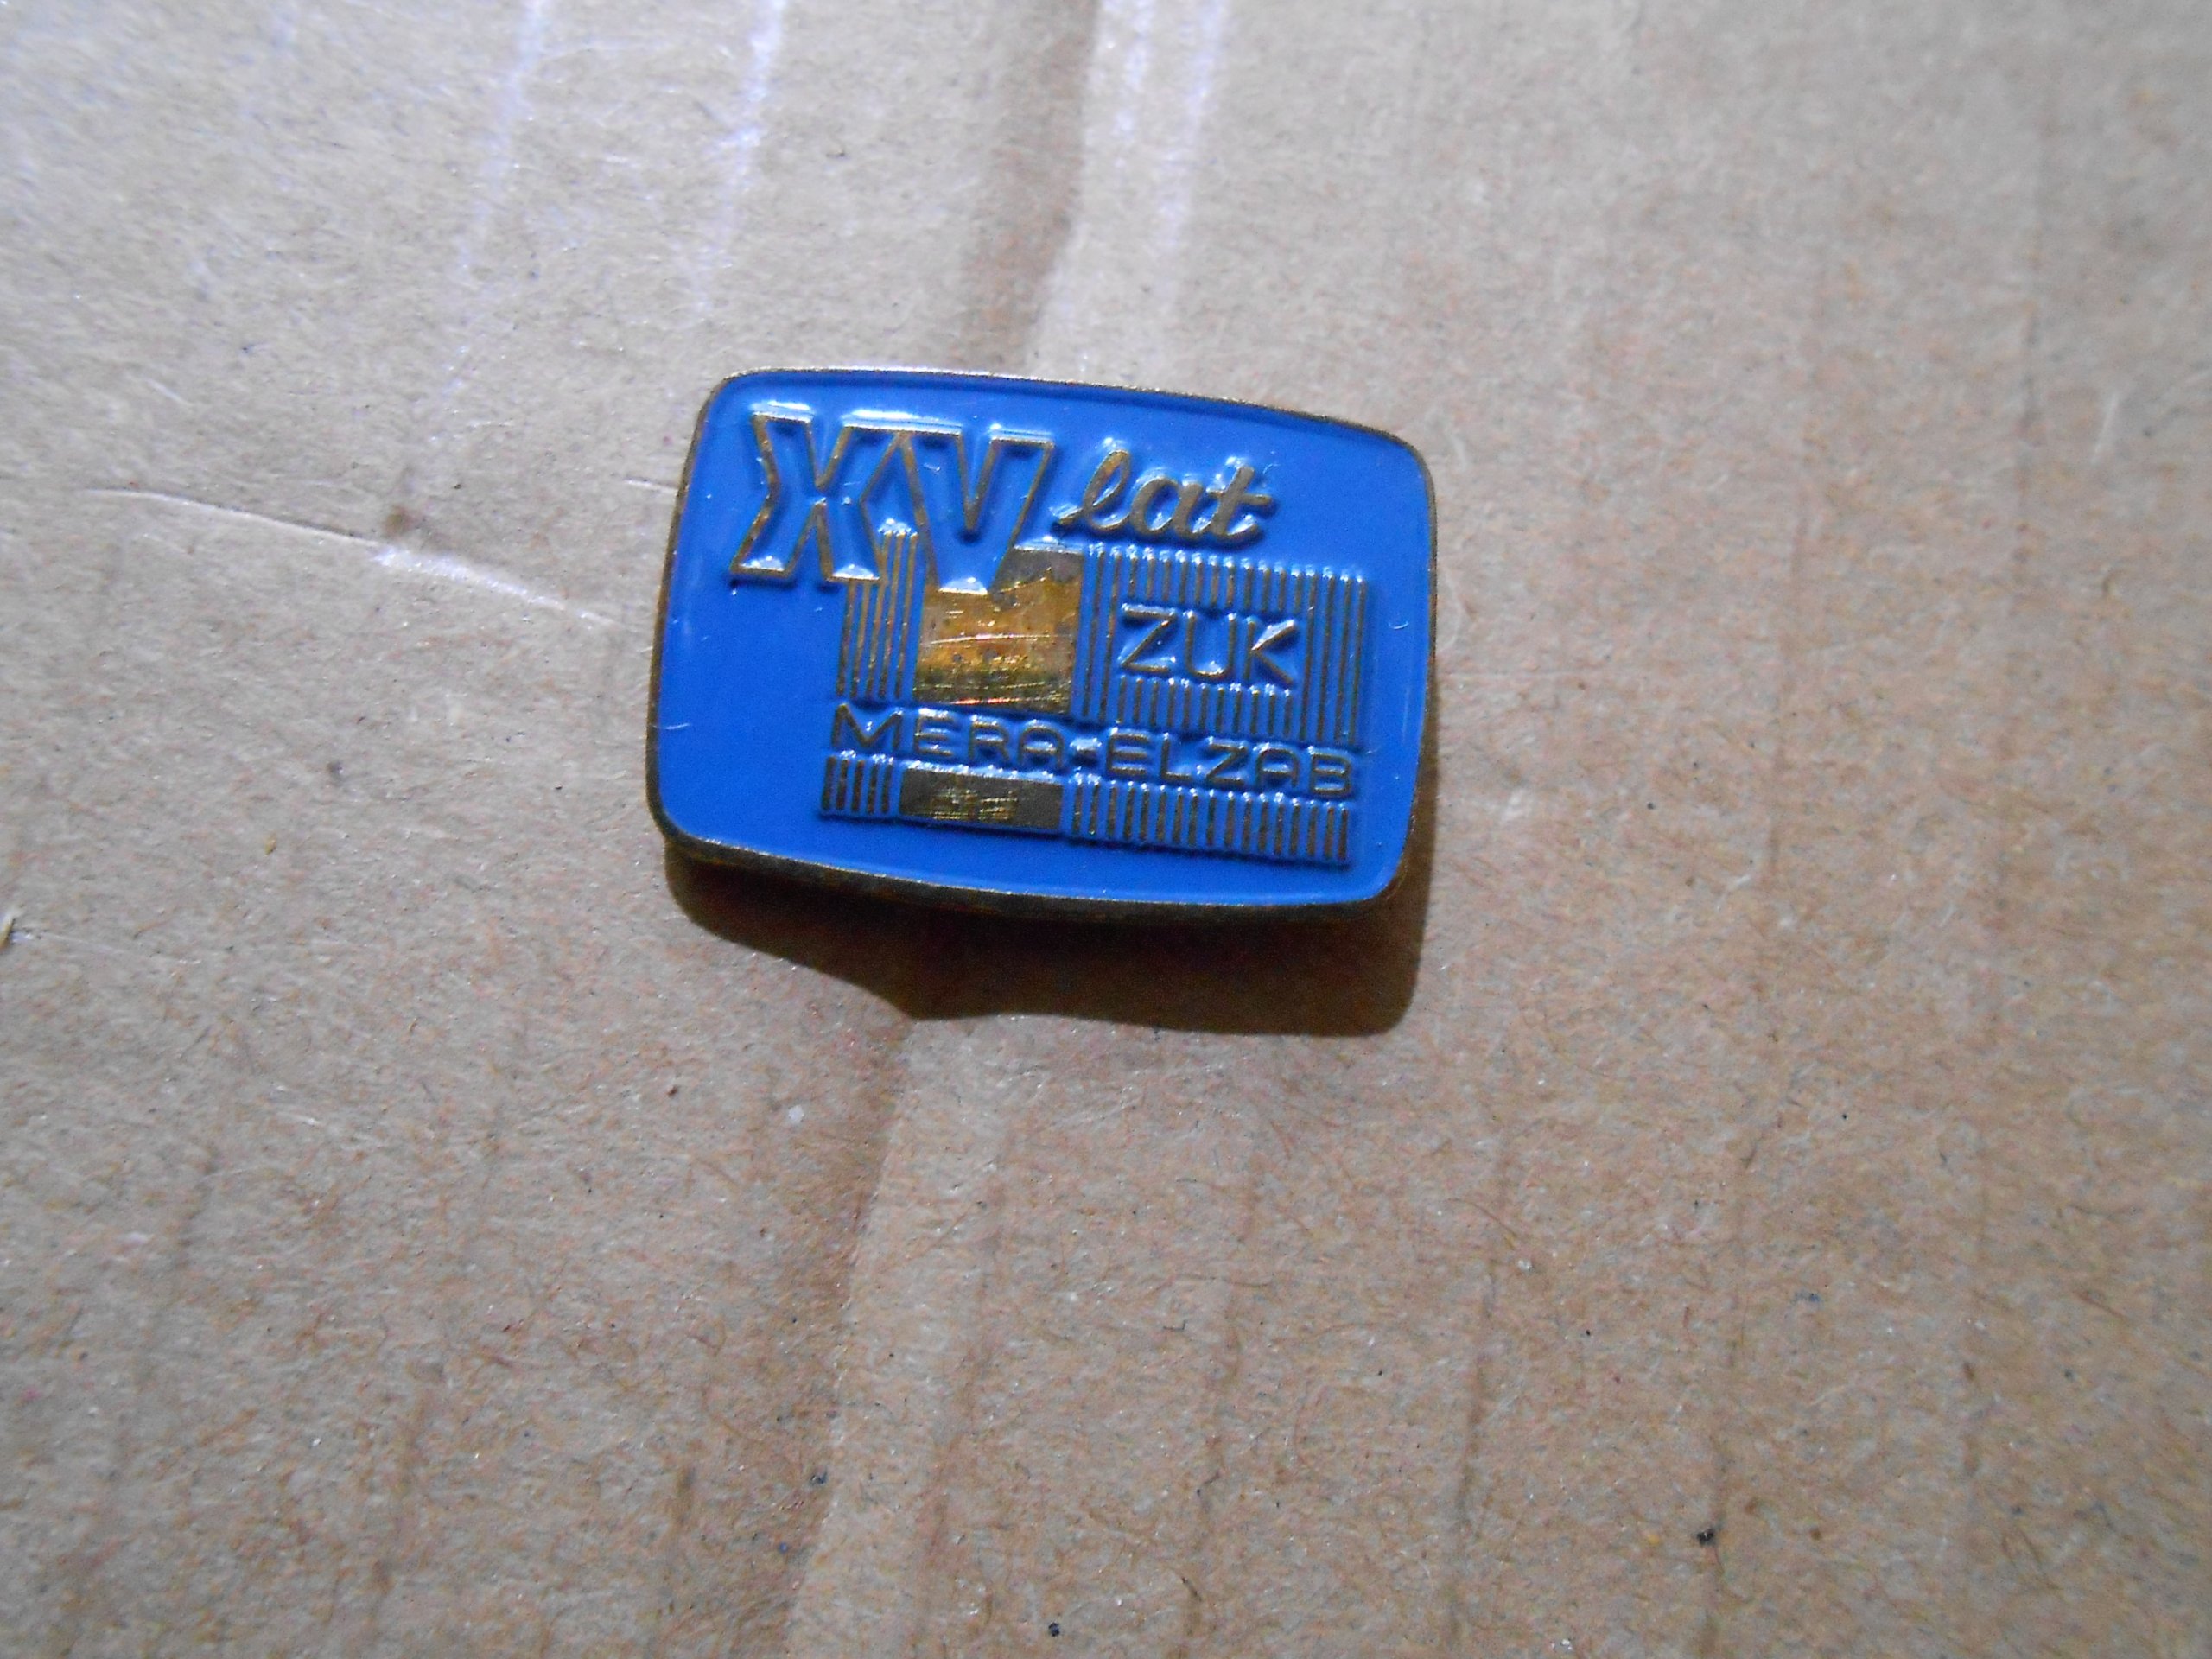 XV lat
ZUK
MERA-ELZAB